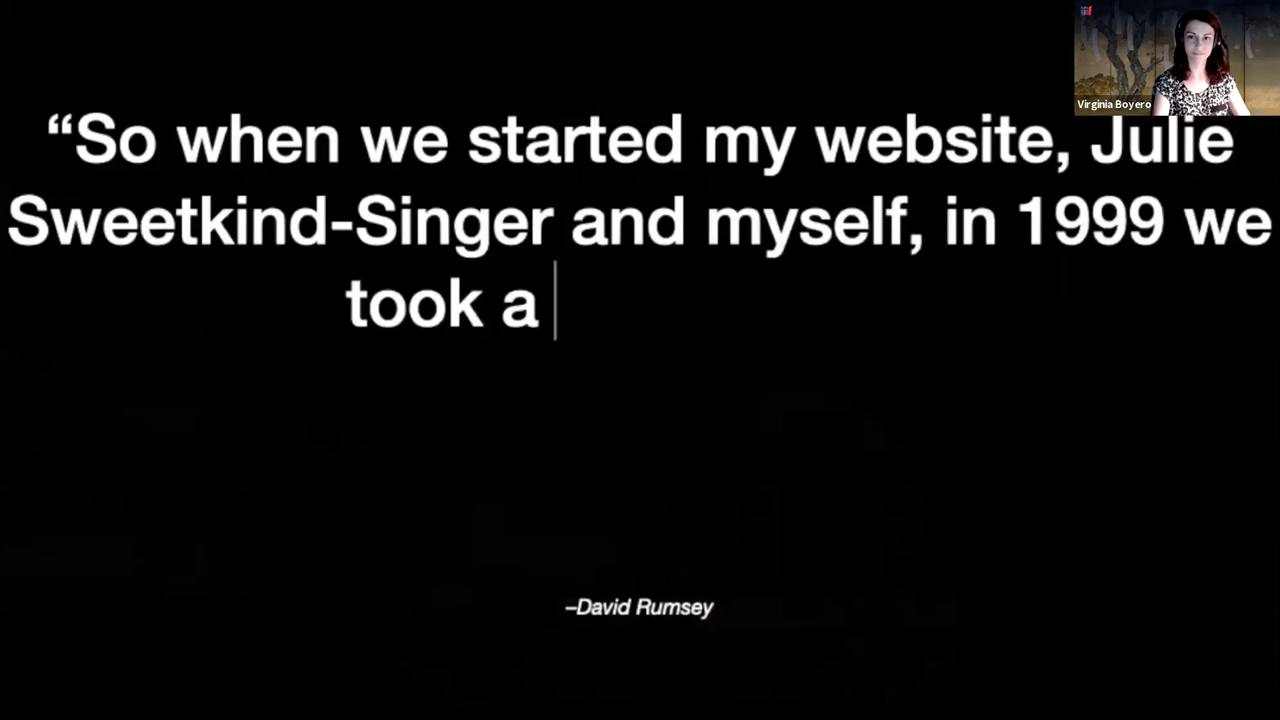 Virginia Boyero
“So when we started my website, Julie
Sweetkind-Singer and myself, in 1999 we
took a
–David Rumsey